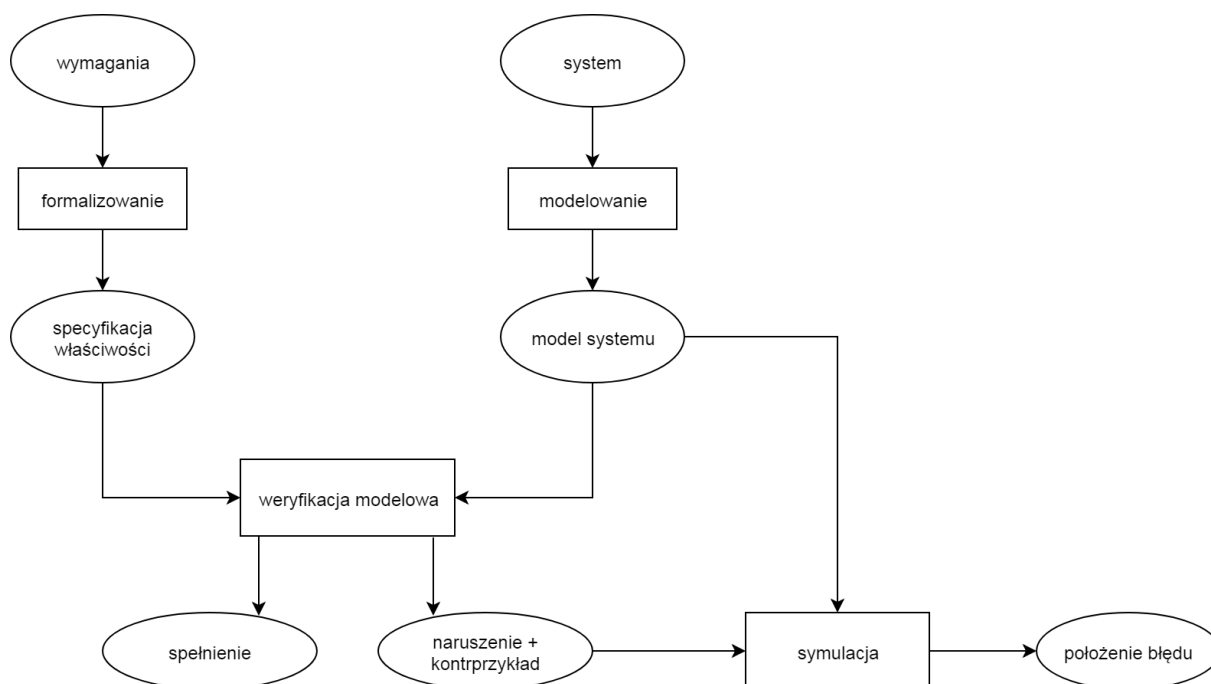 wymagania
system
formalizowanie
modelowanie
specyfikacja
właściwości
model systemu
weryfikacja modelowa
spełnienie
naruszenie +
kontrprzykład
symulacja
położenie błędu